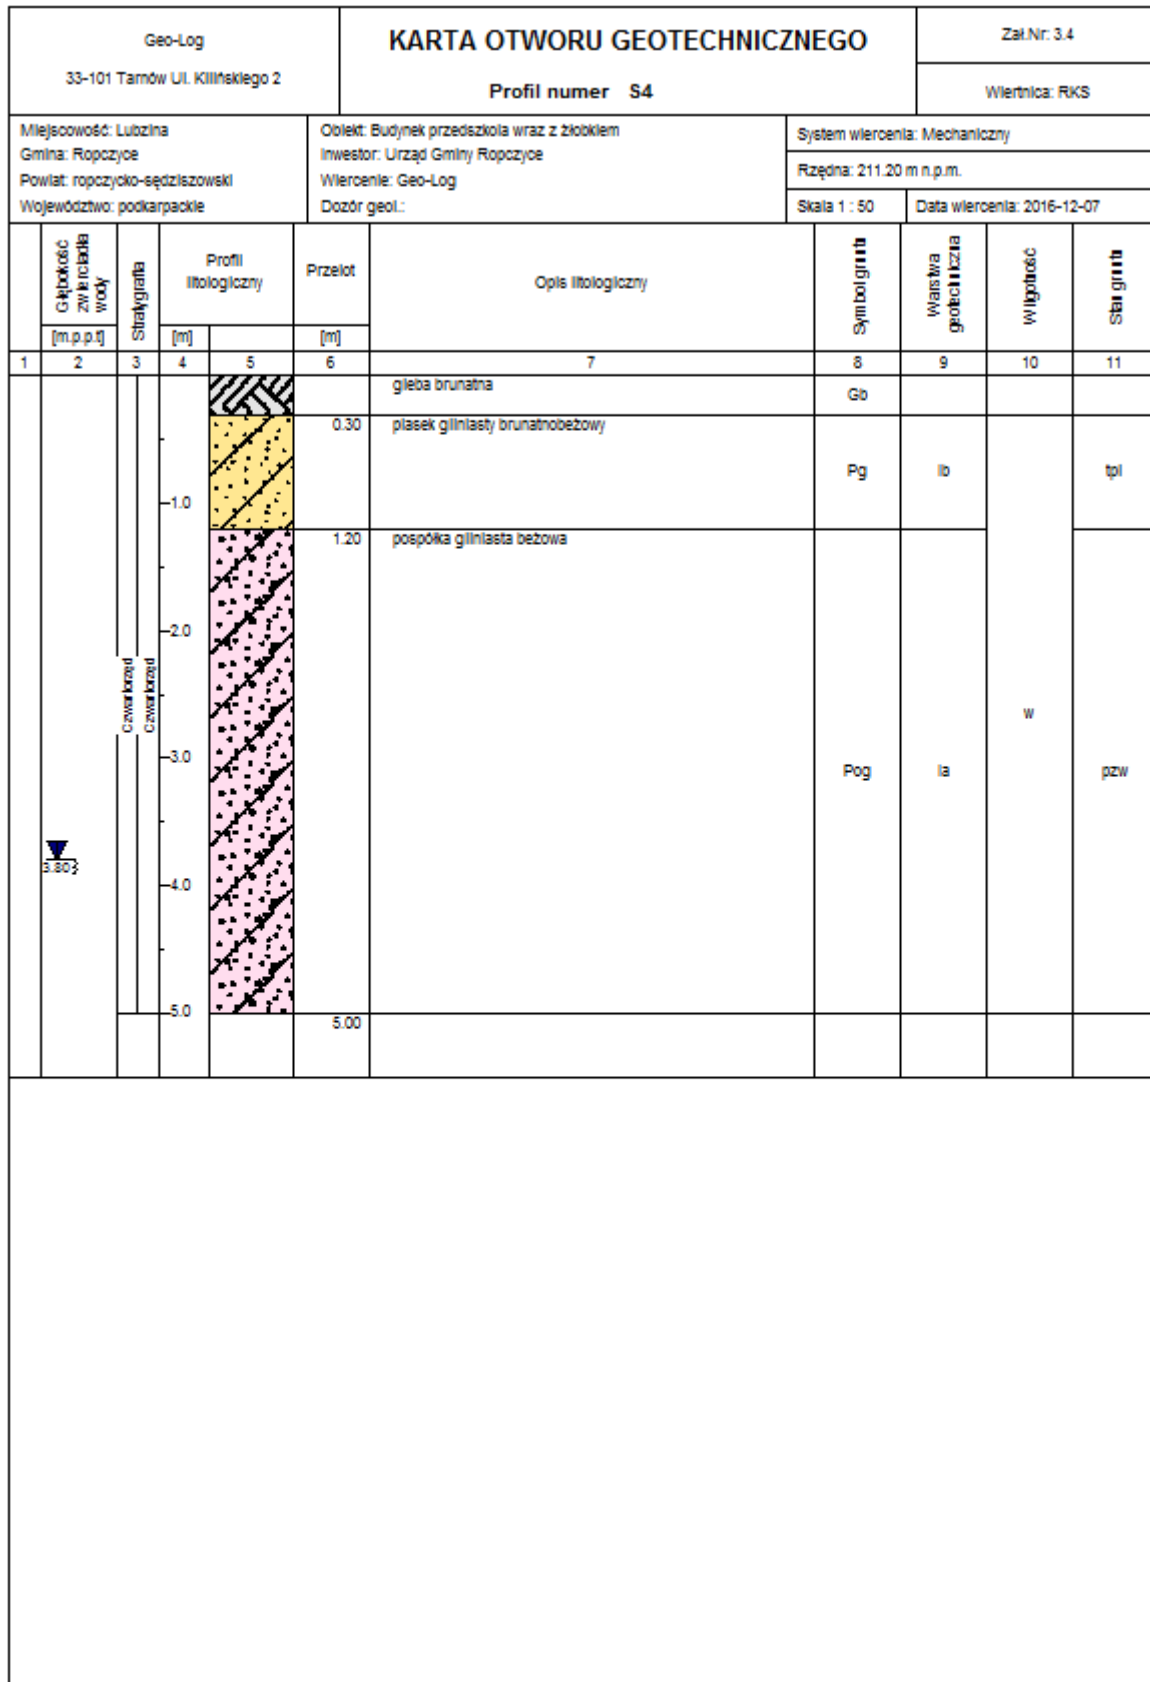 Geo-Log
33-101 Tarnów Ul. Kilińskiego 2
KARTA OTWORU GEOTECHNICZNEGO
Profil numer S4
Zał.Nr: 3.4
Wiertnica: RKS
Miejscowość: Lubzina
Gmina: Ropczyce
Powiat: ropczycko-sędziszowski
Województwo: podkarpackie
Obiekt: Budynek przedszkola wraz z żłobkiem
Inwestor: Urząd Gminy Ropczyce
Wiercenie: Geo-Log
Dozór geol.:
System wiercenia: Mechaniczny
Rzędna: 211.20 m n.p.m.
Skala 1 : 50
Data wiercenia: 2016-12-07
Głębokość zwierciadła wody
[m.p.p.t]
Stratygrafia
Profil litologiczny
[m]
Przelot
[m]
Opis litologiczny
Symbol gruntu
Warstwa geotechniczna
Wilgotność
Stan gruntu
1 2 3 4 5 6 7 8 9 10 11
gleba brunatna
Gb
0.30 piasek gliniasty brunatnobeżowy
Pg Ib tpl
-1.0
1.20 pospółka gliniasta beżowa
-2.0
Czwartorzęd
Czwartorzęd
w
-3.0
Pog Ia pzw
3.80
-4.0
-5.0
5.00